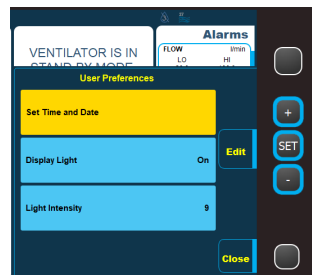 Alarms
VENTILATOR IS IN
STAND BY MODE
FLOW l/min
LO HI
User Preferences
Set Time and Date
Display Light On
Light Intensity 9
Edit
Close
+
SET
-